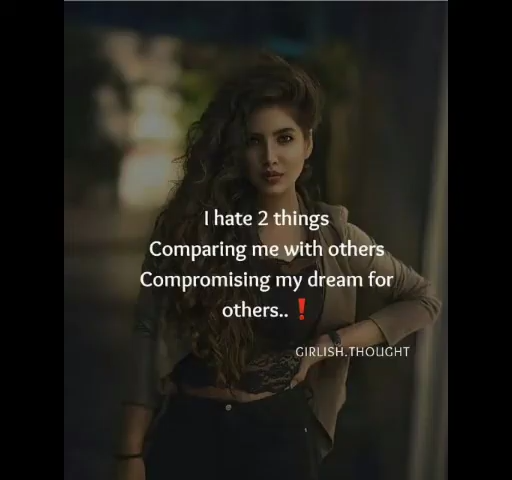 I hate 2 things
Comparing me with others
Compromising my dream for
others..❗
GIRLISH.THOUGHT